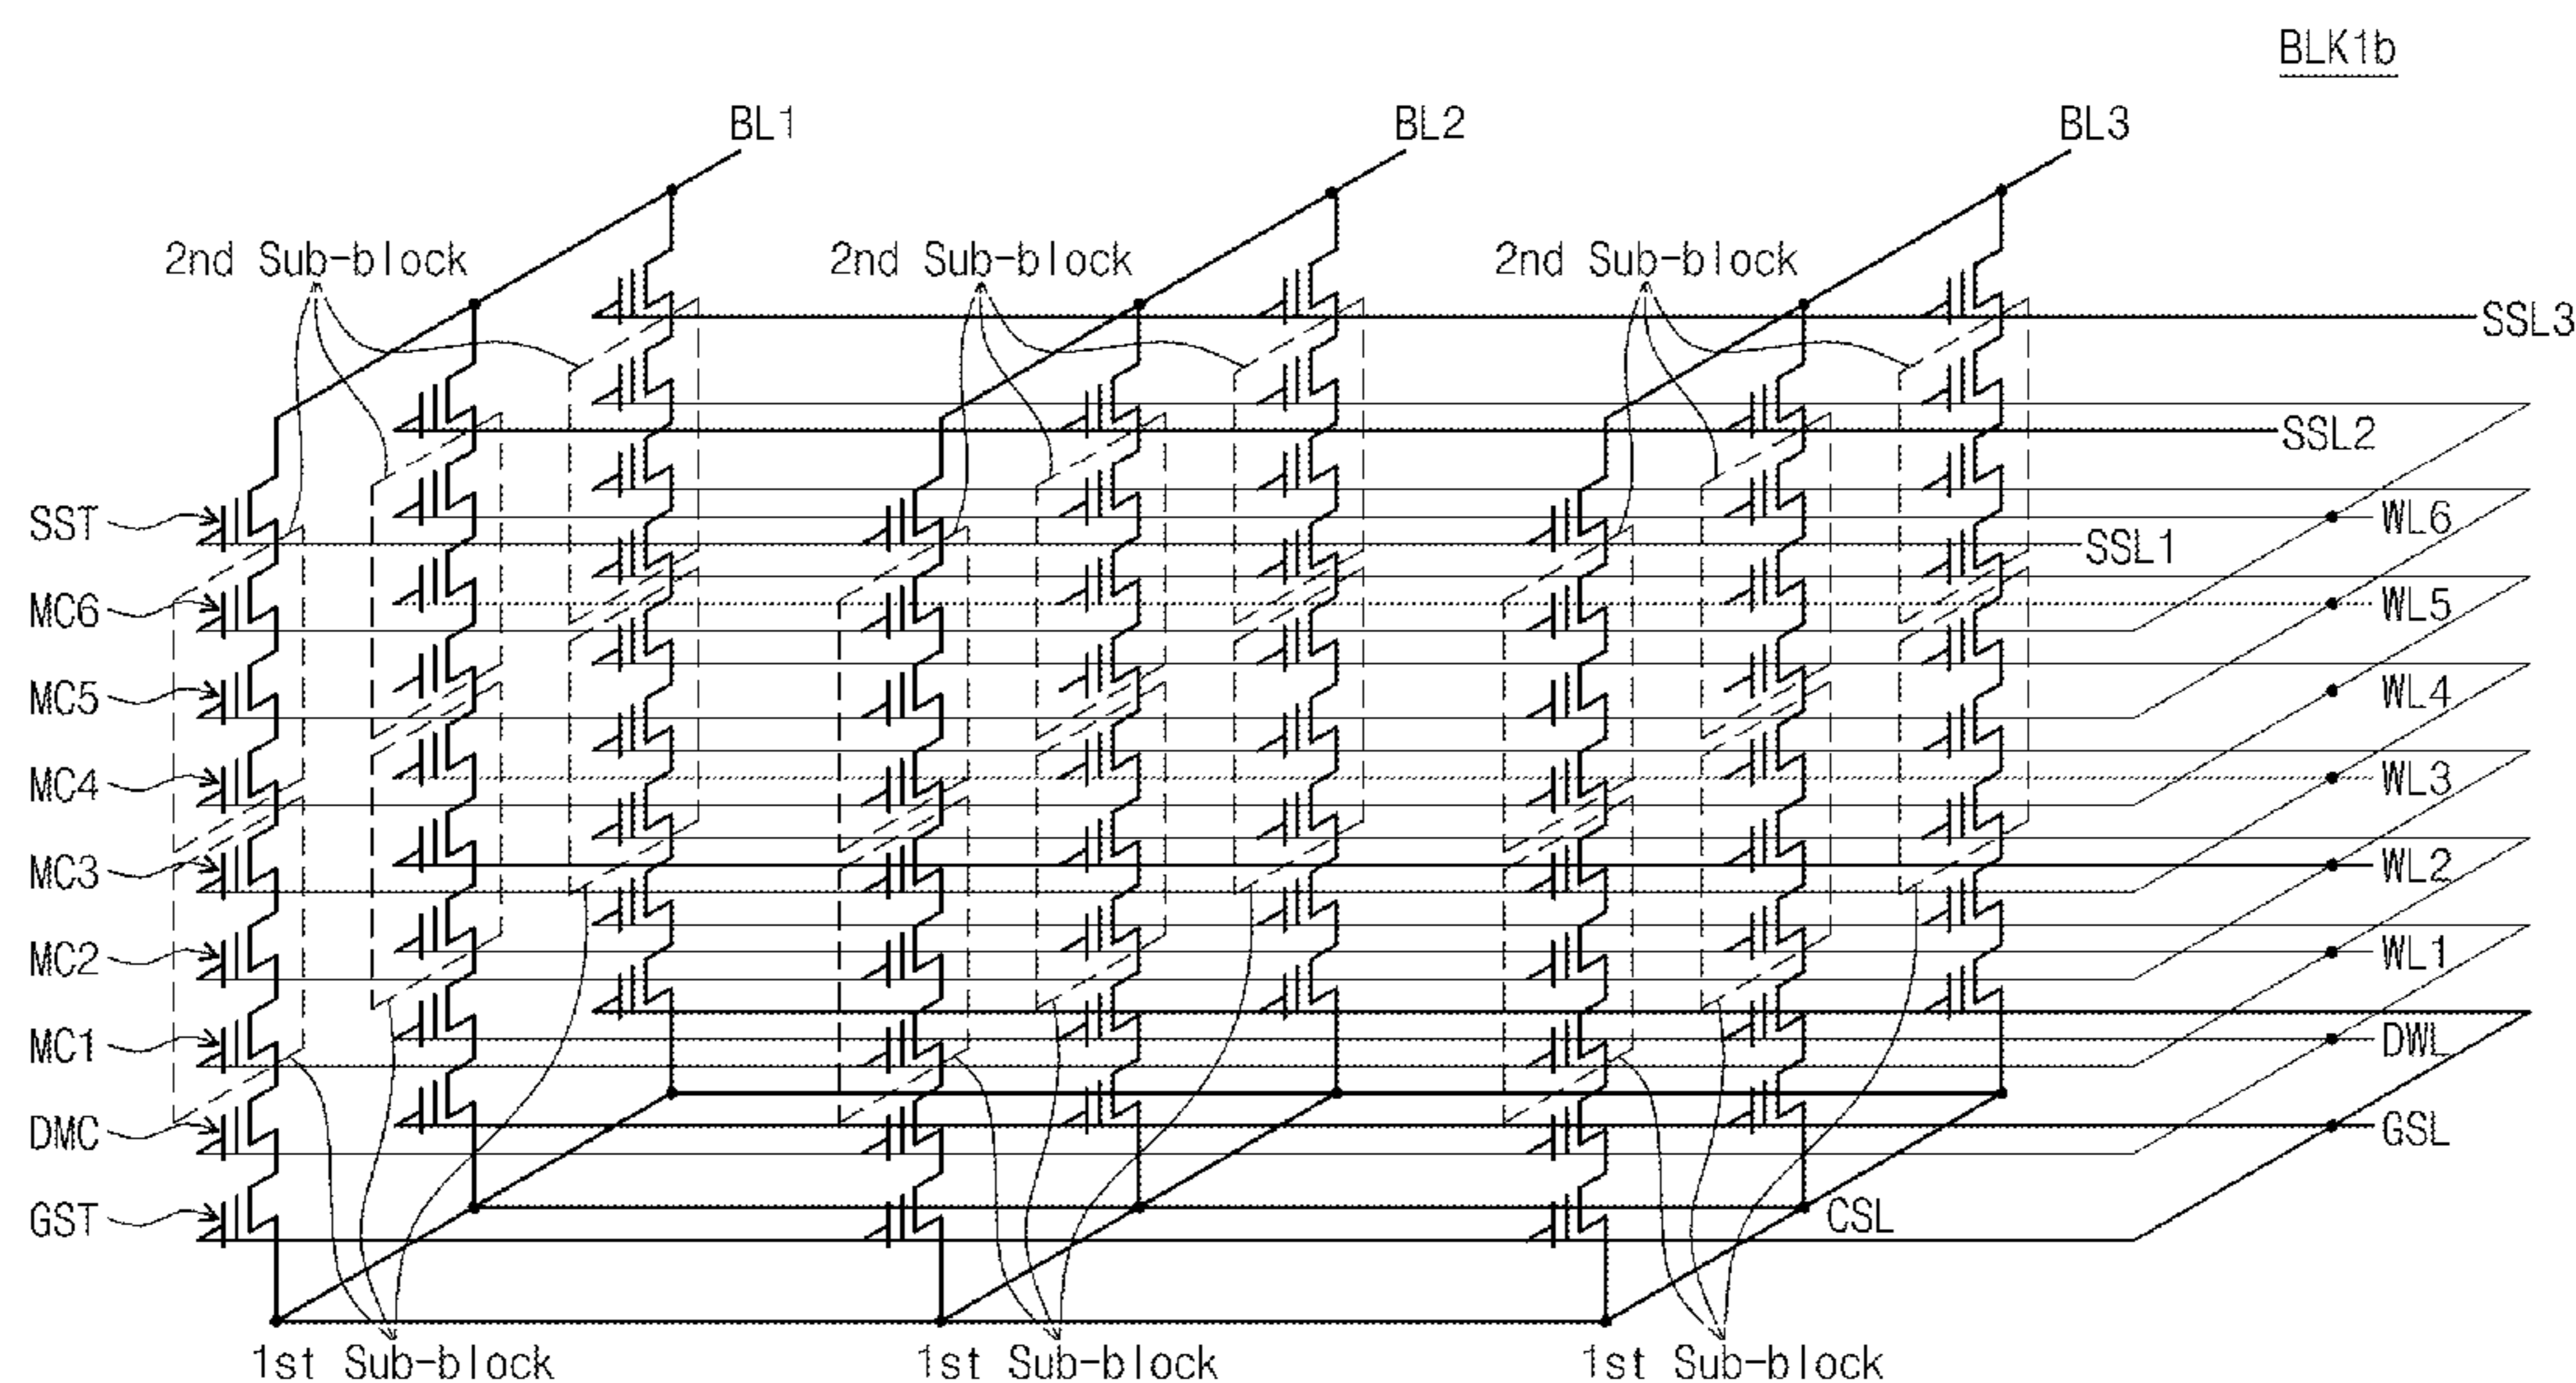 BLK1b
BL1
BL2
BL3
2nd Sub-block
2nd Sub-block
2nd Sub-block
SSL3
SSL2
SST
WL6
SSL1
MC6
WL5
MC5
WL4
MC4
WL3
MC3
WL2
MC2
WL1
MC1
DWL
DMC
GSL
GST
CSL
1st Sub-block
1st Sub-block
1st Sub-block